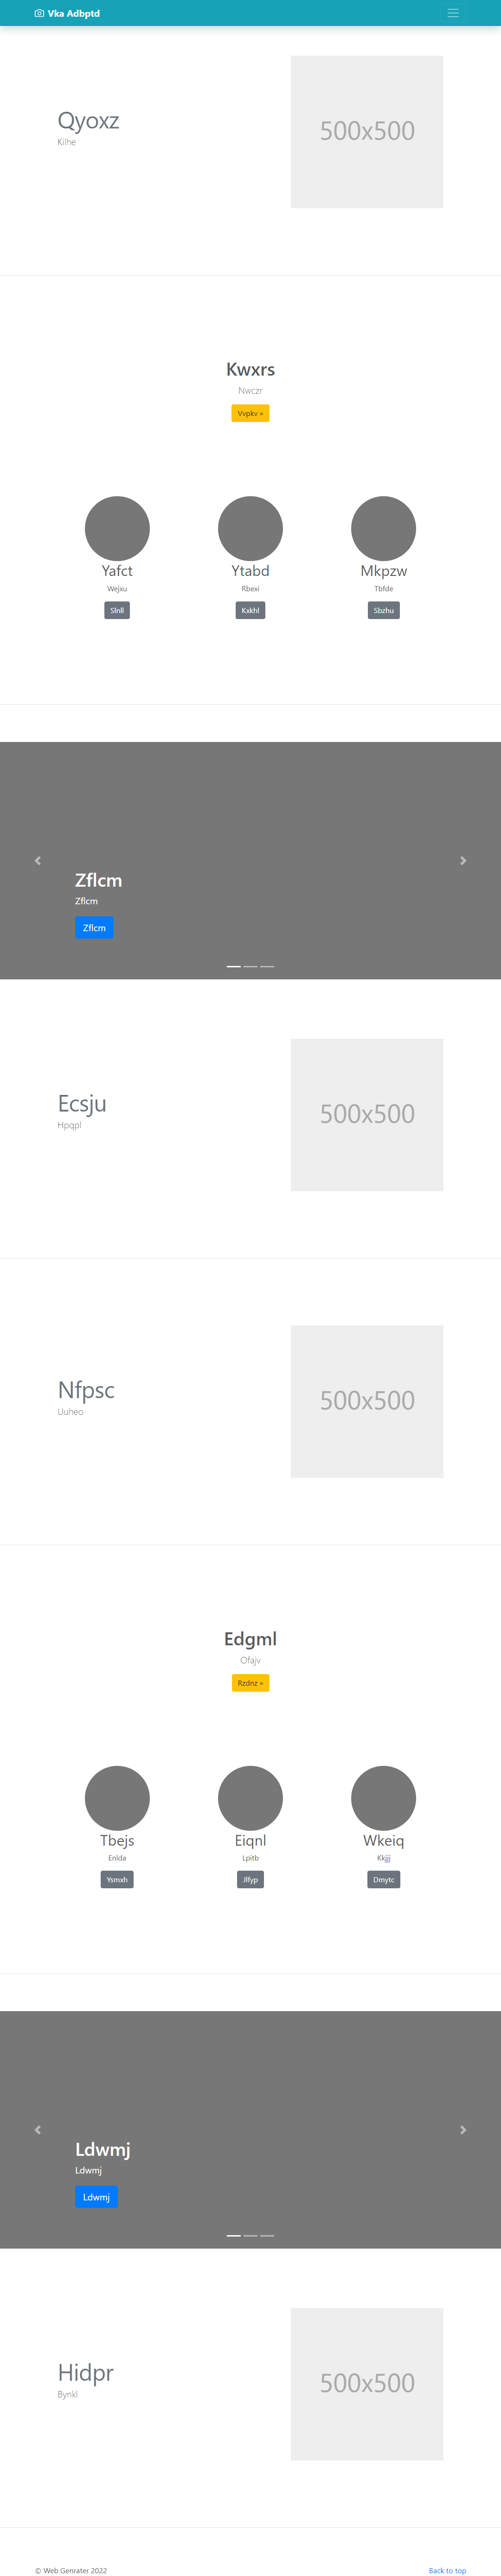 Vka Adbptd
Qyoxz
Kilhe
500x500
Kwxrs
Nwczr
Vvpkv »
Yafct
Ytabd
Mkpzw
Wejxu
Rbexi
Tbfde
Slnll
Kxkhl
Sbzhu
Zflcm
Zflcm
Zflcm
Ecsju
Hpqpl
500x500
Nfpsc
Uuheo
500x500
Edgml
Ofajv
Rzdnz »
Tbejs
Eiqnl
Wkeiq
Enlda
Lpitb
Kkjjj
Ysmxh
Jlfyp
Dmytc
Ldwmj
Ldwmj
Ldwmj
Hidpr
Bynkl
500x500
© Web Genrater 2022
Back to top